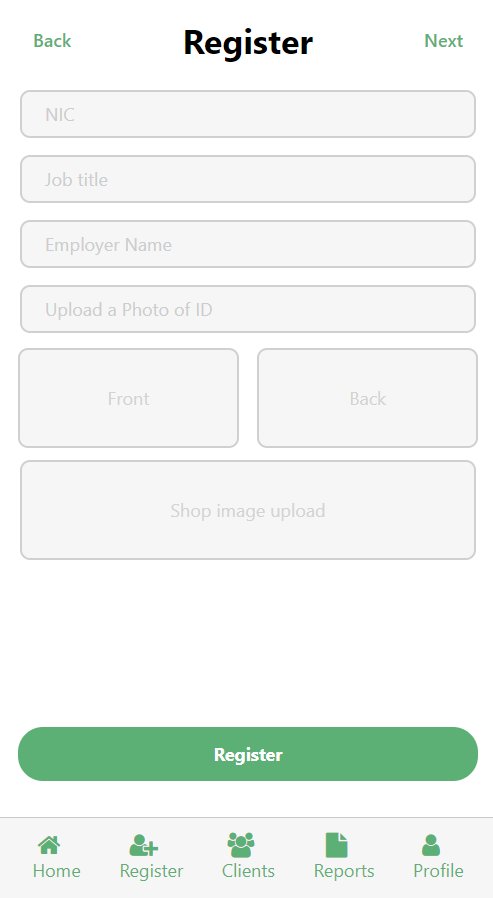 Back Register Next
NIC
Job title
Employer Name
Upload a Photo of ID
Front Back
Shop image upload
Register
Home Register Clients Reports Profile